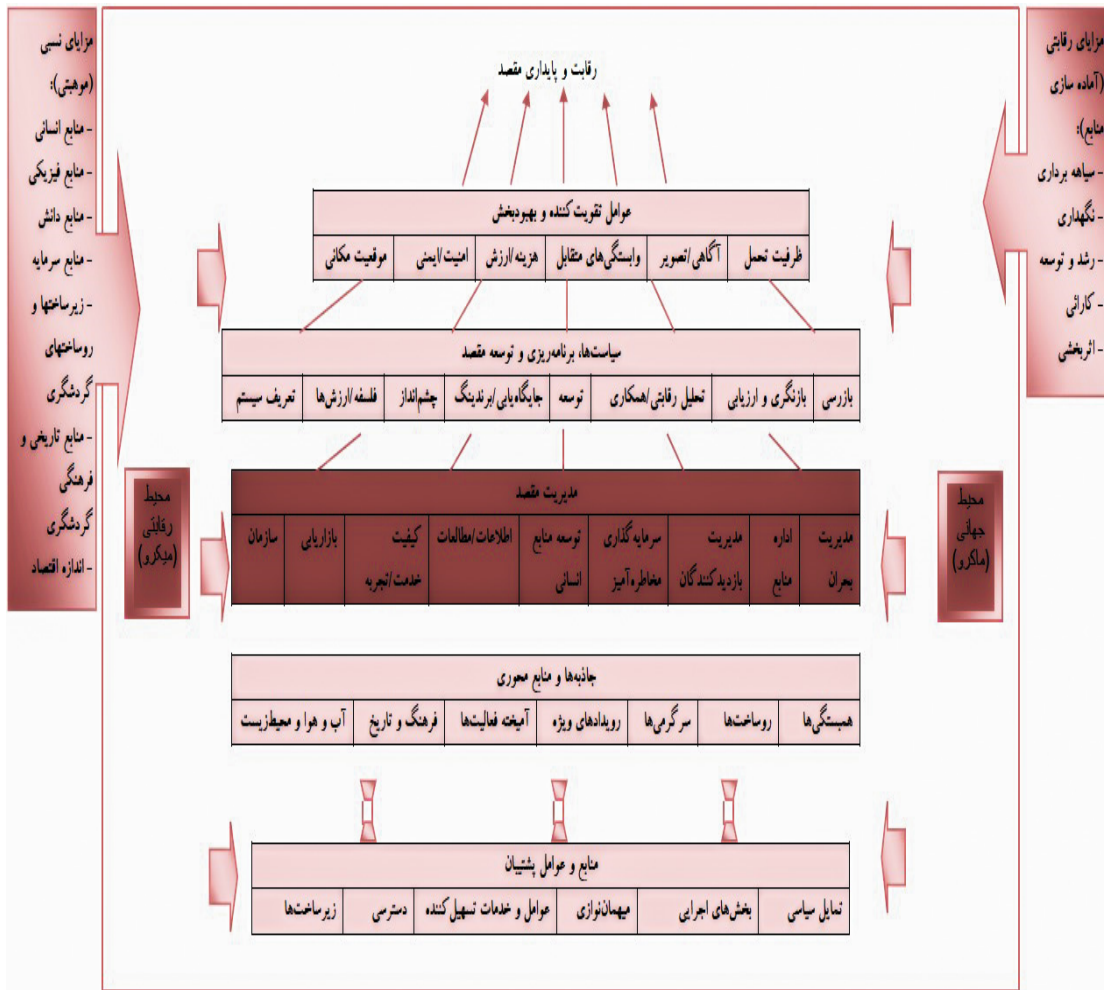 مزایای رقابتی
(آماده سازی
منابع):
- سیاهه برداری
- نگهداری
- رشد و توسعه
- کارائی
- اثربخشی
رقابت و پایداری مقصد
عوامل تقویت‌کننده و بهبودبخش
ظرفیت تحمل آگاهی/تصویر وابستگی‌های متقابل هزینه/ارزش امنیت/ایمنی موقعیت مکانی
سیاست‌ها، برنامه‌ریزی و توسعه مقصد
بازرسی بازنگری و ارزیابی تحلیل رقابتی/همکاری توسعه جایگاه‌یابی/برندینگ چشم‌انداز فلسفه/ارزش‌ها تعریف سیستم
محیط
جهانی
(ماکرو)
مدیریت مقصد
مدیریت اداره مدیریت سرمایه‌گذاری توسعه منابع اطلاعات/مطالعات کیفیت بازاریابی سازمان
بحران منابع بازدیدکنندگان مخاطره‌آمیز انسانی خدمت/تجربه
محیط
رقابتی
(میکرو)
جاذبه‌ها و منابع محوری
همبستگی‌ها روساخت‌ها سرگرمی‌ها رویدادهای ویژه آمیخته فعالیت‌ها فرهنگ و تاریخ آب و هوا و محیط‌زیست
منابع و عوامل پشتیبان
تمایل سیاسی بخش‌های اجرایی میهمان‌نوازی عوامل و خدمات تسهیل‌کننده دسترسی زیرساخت‌ها
مزایای نسبی
(موهبتی):
- منابع انسانی
- منابع فیزیکی
- منابع دانش
- منابع سرمایه
- زیرساختها و
روساختهای
گردشگری
- منابع تاریخی و
فرهنگی
گردشگری
- اندازه اقتصاد